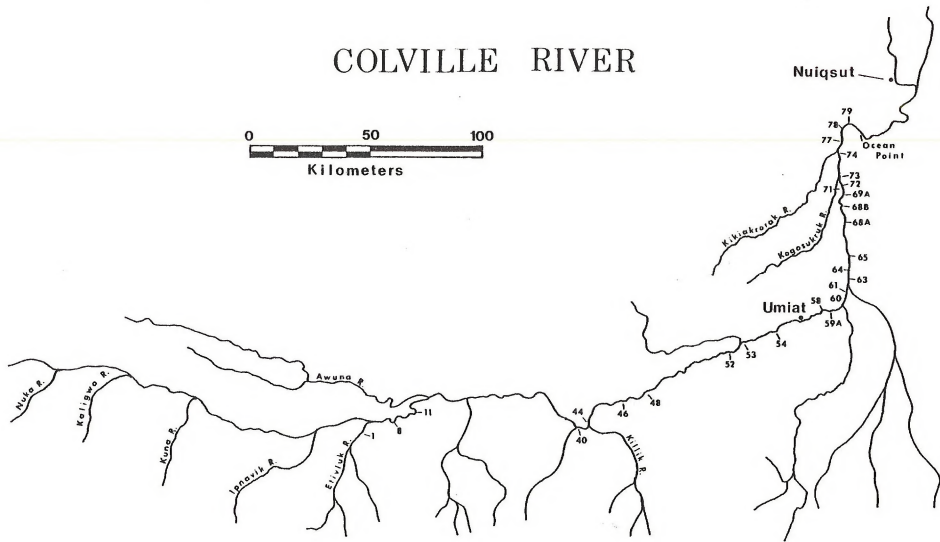 COLVILLE RIVER
Nuiqsut
0 50 100
Kilometers
79
78
77
Ocean
Point
74
73
72
71
69A
68B
68A
Kikiakrorak R.
Kogosukruk R.
65
64
63
61
60
Umiat
58
59A
54
53
52
48
46
44
40
Killik R.
Awuna R.
11
8
1
Nuka R.
Kaligwa R.
Kuna R.
Ipnavik R.
Etivluk R.